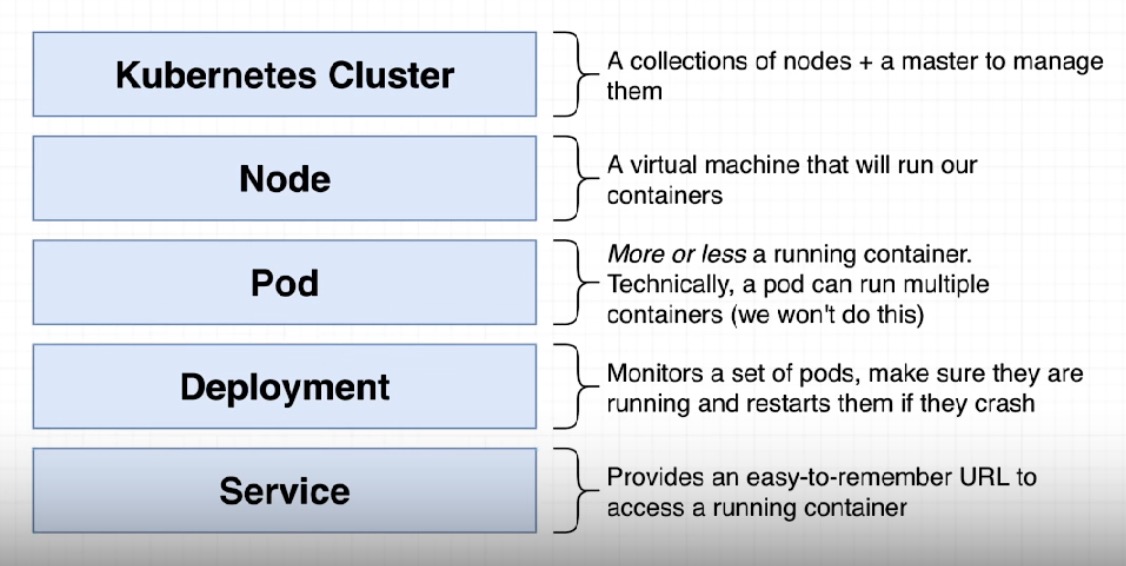 Kubernetes Cluster
A collections of nodes + a master to manage
them
Node
A virtual machine that will run our
containers
Pod
More or less a running container.
Technically, a pod can run multiple
containers (we won't do this)
Deployment
Monitors a set of pods, make sure they are
running and restarts them if they crash
Service
Provides an easy-to-remember URL to
access a running container